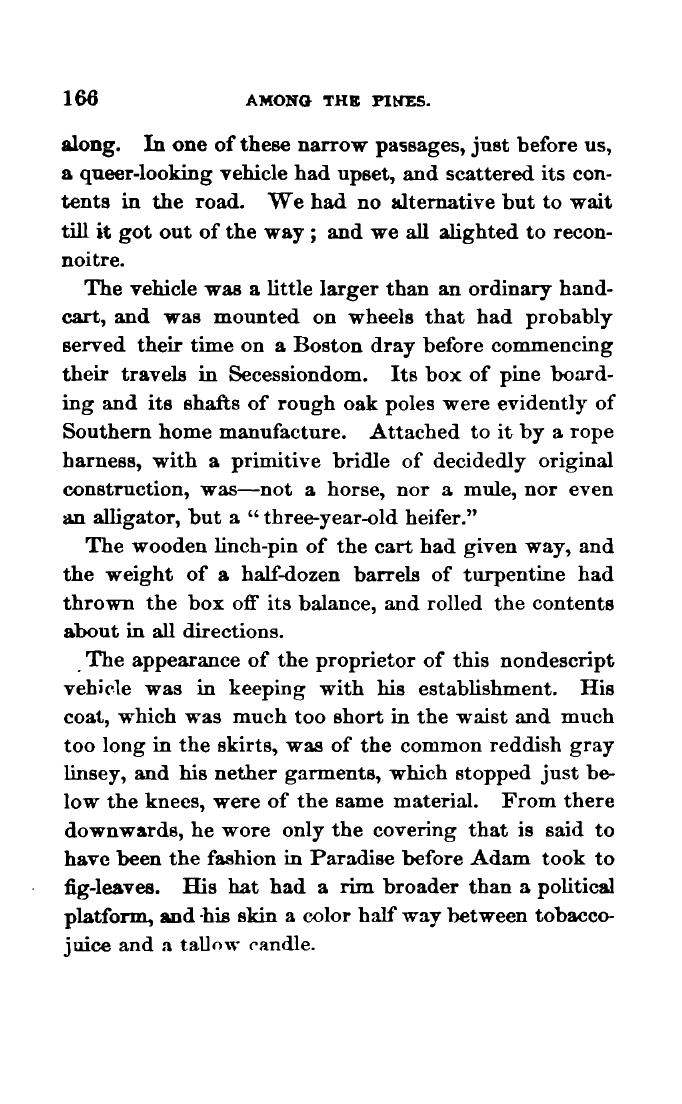 166 AMONG THE PINES.
along. In one of these narrow passages, just before us,
a queer-looking vehicle had upset, and scattered its con-
tents in the road. We had no alternative but to wait
till it got out of the way; and we all alighted to recon-
noitre.
The vehicle was a little larger than an ordinary hand-
cart, and was mounted on wheels that had probably
served their time on a Boston dray before commencing
their travels in Secessiondom. Its box of pine board-
ing and its shafts of rough oak poles were evidently of
Southern home manufacture. Attached to it by a rope
harness, with a primitive bridle of decidedly original
construction, was—not a horse, nor a mule, nor even
an alligator, but a "three-year-old heifer."
The wooden linch-pin of the cart had given way, and
the weight of a half-dozen barrels of turpentine had
thrown the box off its balance, and rolled the contents
about in all directions.
The appearance of the proprietor of this nondescript
vehicle was in keeping with his establishment. His
coat, which was much too short in the waist and much
too long in the skirts, was of the common reddish gray
linsey, and his nether garments, which stopped just be-
low the knees, were of the same material. From there
downwards, he wore only the covering that is said to
have been the fashion in Paradise before Adam took to
fig-leaves. His hat had a rim broader than a political
platform, and his skin a color half way between tobacco-
juice and a tallow candle.